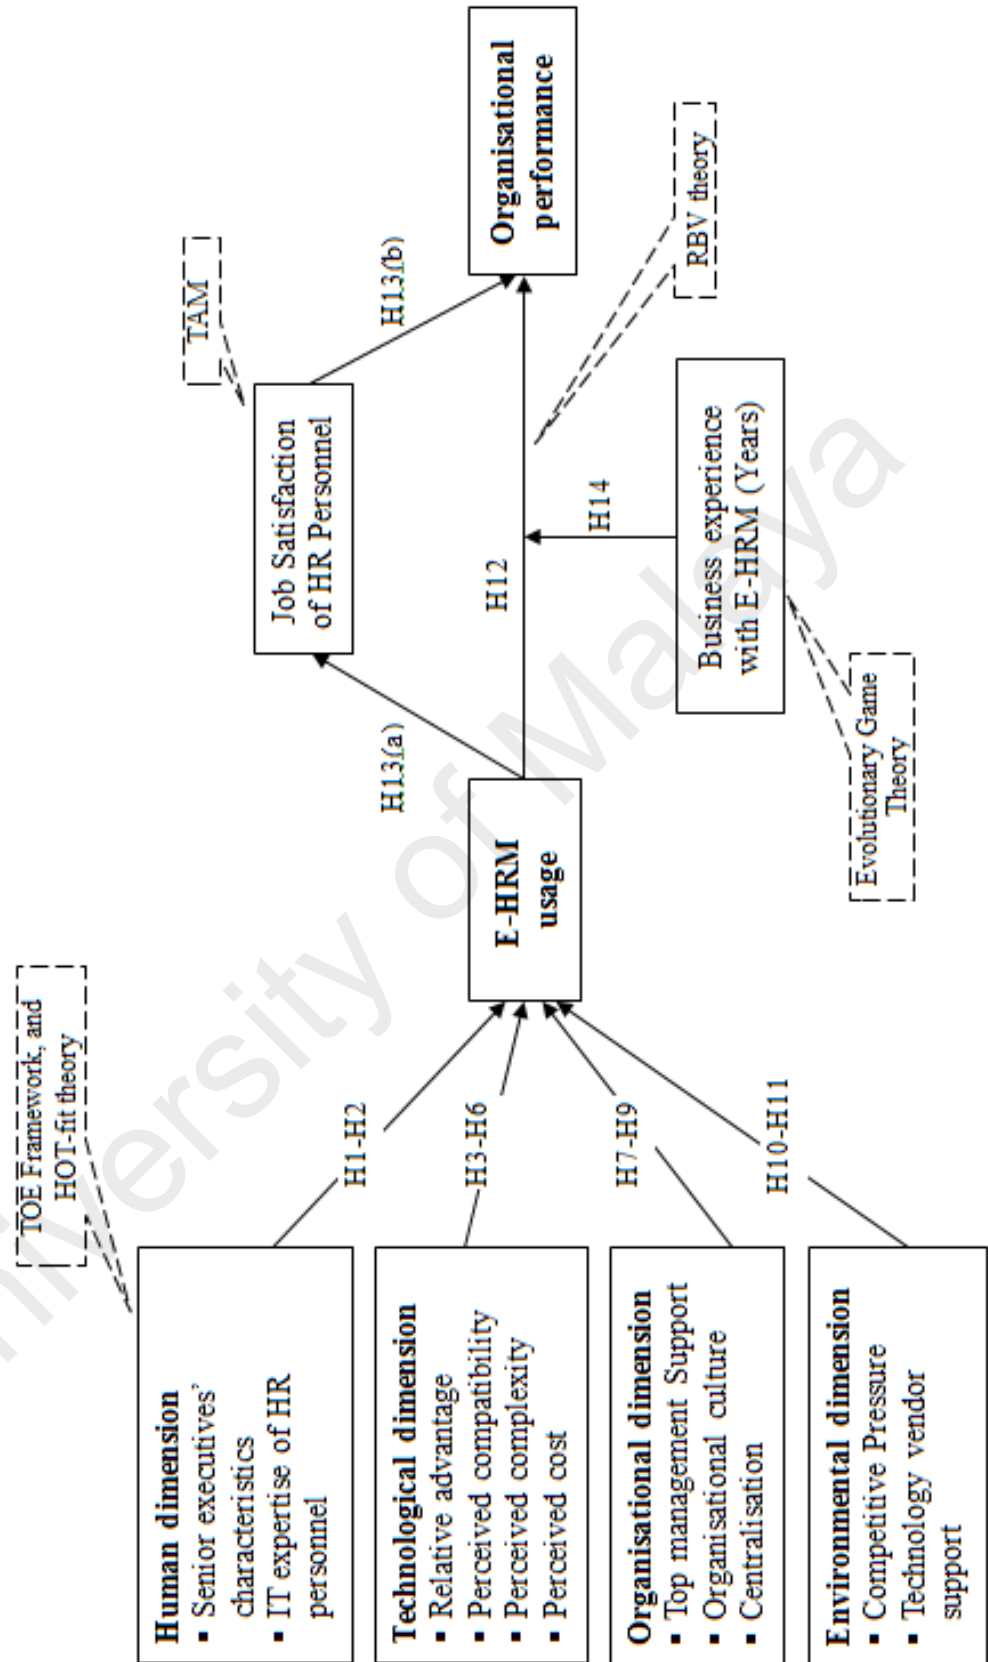 TOE Framework, and
HOT-fit theory
Human dimension
▪ Senior executives’
characteristics
▪ IT expertise of HR
personnel
Technological dimension
▪ Relative advantage
▪ Perceived compatibility
▪ Perceived complexity
▪ Perceived cost
Organisational dimension
▪ Top management Support
▪ Organisational culture
▪ Centralisation
Environmental dimension
▪ Competitive Pressure
▪ Technology vendor
support
H1-H2
H3-H6
H7-H9
H10-H11
E-HRM
usage
H13(a)
TAM
Job Satisfaction
of HR Personnel
H13(b)
H12
H14
Business experience
with E-HRM (Years)
Evolutionary Game
Theory
RBV theory
Organisational
performance
University of Malaya